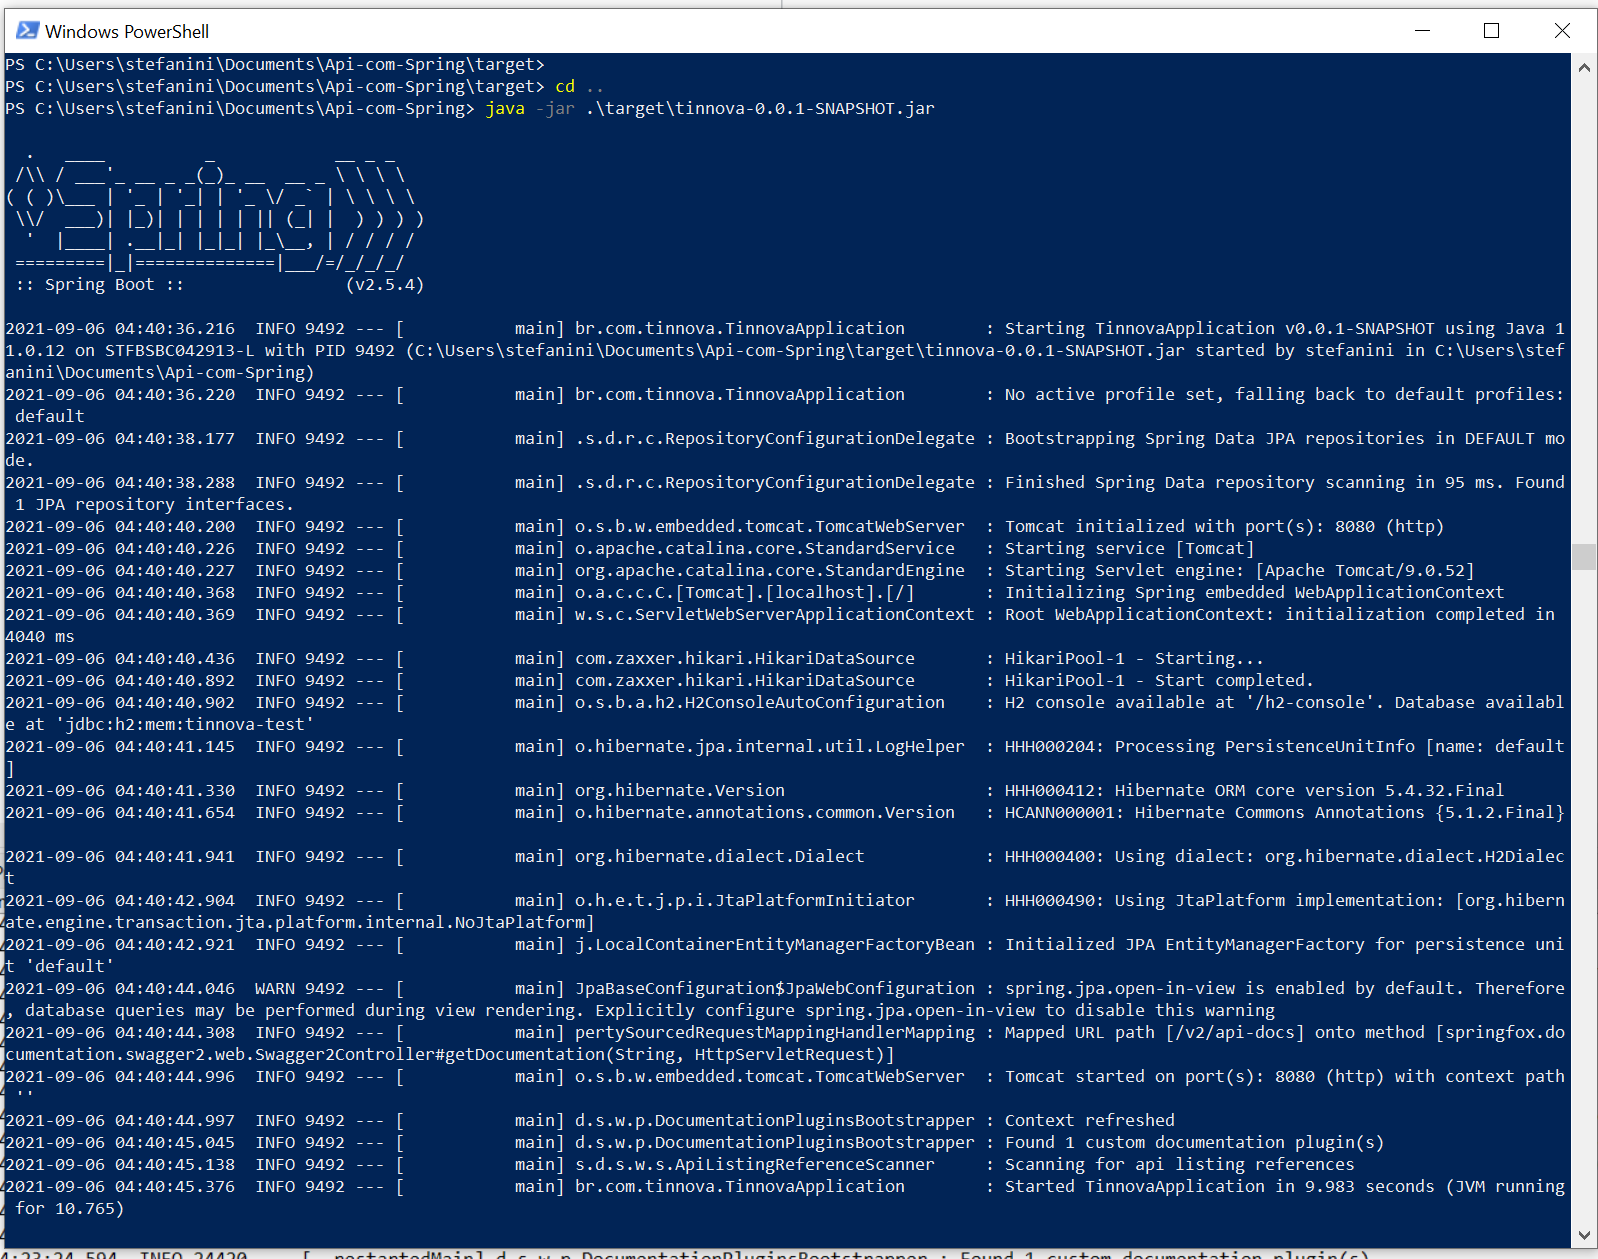 Windows PowerShell
PS C:\Users\stefanini\Documents\Api-com-Spring\target>
PS C:\Users\stefanini\Documents\Api-com-Spring\target> cd ..
PS C:\Users\stefanini\Documents\Api-com-Spring> java -jar .\target\tinnova-0.0.1-SNAPSHOT.jar
  .   ____          _            __ _ _
 /\\ / ___'_ __ _ _(_)_ __  __ _ \ \ \ \
( ( )\___ | '_ | '_| | '_ \/ _` | \ \ \ \
 \\/  ___)| |_)| | | | | || (_| |  ) ) ) )
  '  |____| .__|_| |_|_| |_\__, | / / / /
 =========|_|==============|___/=/_/_/_/
 :: Spring Boot ::                (v2.5.4)
2021-09-06 04:40:36.216  INFO 9492 --- [           main] br.com.tinnova.TinnovaApplication        : Starting TinnovaApplication v0.0.1-SNAPSHOT using Java 1
1.0.12 on STFBSBC042913-L with PID 9492 (C:\Users\stefanini\Documents\Api-com-Spring\target\tinnova-0.0.1-SNAPSHOT.jar started by stefanini in C:\Users\stef
anini\Documents\Api-com-Spring)
2021-09-06 04:40:36.220  INFO 9492 --- [           main] br.com.tinnova.TinnovaApplication        : No active profile set, falling back to default profiles:
 default
2021-09-06 04:40:38.177  INFO 9492 --- [           main] .s.d.r.c.RepositoryConfigurationDelegate : Bootstrapping Spring Data JPA repositories in DEFAULT mo
de.
2021-09-06 04:40:38.288  INFO 9492 --- [           main] .s.d.r.c.RepositoryConfigurationDelegate : Finished Spring Data repository scanning in 95 ms. Found
 1 JPA repository interfaces.
2021-09-06 04:40:40.200  INFO 9492 --- [           main] o.s.b.w.embedded.tomcat.TomcatWebServer  : Tomcat initialized with port(s): 8080 (http)
2021-09-06 04:40:40.226  INFO 9492 --- [           main] o.apache.catalina.core.StandardService   : Starting service [Tomcat]
2021-09-06 04:40:40.227  INFO 9492 --- [           main] org.apache.catalina.core.StandardEngine  : Starting Servlet engine: [Apache Tomcat/9.0.52]
2021-09-06 04:40:40.368  INFO 9492 --- [           main] o.a.c.c.C.[Tomcat].[localhost].[/]       : Initializing Spring embedded WebApplicationContext
2021-09-06 04:40:40.369  INFO 9492 --- [           main] w.s.c.ServletWebServerApplicationContext : Root WebApplicationContext: initialization completed in
4040 ms
2021-09-06 04:40:40.436  INFO 9492 --- [           main] com.zaxxer.hikari.HikariDataSource       : HikariPool-1 - Starting...
2021-09-06 04:40:40.892  INFO 9492 --- [           main] com.zaxxer.hikari.HikariDataSource       : HikariPool-1 - Start completed.
2021-09-06 04:40:40.902  INFO 9492 --- [           main] o.s.b.a.h2.H2ConsoleAutoConfiguration    : H2 console available at '/h2-console'. Database availabl
e at 'jdbc:h2:mem:tinnova-test'
2021-09-06 04:40:41.145  INFO 9492 --- [           main] o.hibernate.jpa.internal.util.LogHelper  : HHH000204: Processing PersistenceUnitInfo [name: default
]
2021-09-06 04:40:41.330  INFO 9492 --- [           main] org.hibernate.Version                    : HHH000412: Hibernate ORM core version 5.4.32.Final
2021-09-06 04:40:41.654  INFO 9492 --- [           main] o.hibernate.annotations.common.Version   : HCANN000001: Hibernate Commons Annotations {5.1.2.Final}
2021-09-06 04:40:41.941  INFO 9492 --- [           main] org.hibernate.dialect.Dialect            : HHH000400: Using dialect: org.hibernate.dialect.H2Dialec
t
2021-09-06 04:40:42.904  INFO 9492 --- [           main] o.h.e.t.j.p.i.JtaPlatformInitiator       : HHH000490: Using JtaPlatform implementation: [org.hibern
ate.engine.transaction.jta.platform.internal.NoJtaPlatform]
2021-09-06 04:40:42.921  INFO 9492 --- [           main] j.LocalContainerEntityManagerFactoryBean : Initialized JPA EntityManagerFactory for persistence uni
t 'default'
2021-09-06 04:40:44.046  WARN 9492 --- [           main] JpaBaseConfiguration$JpaWebConfiguration : spring.jpa.open-in-view is enabled by default. Therefore
, database queries may be performed during view rendering. Explicitly configure spring.jpa.open-in-view to disable this warning
2021-09-06 04:40:44.308  INFO 9492 --- [           main] pertySourcedRequestMappingHandlerMapping : Mapped URL path [/v2/api-docs] onto method [springfox.do
cumentation.swagger2.web.Swagger2Controller#getDocumentation(String, HttpServletRequest)]
2021-09-06 04:40:44.996  INFO 9492 --- [           main] o.s.b.w.embedded.tomcat.TomcatWebServer  : Tomcat started on port(s): 8080 (http) with context path
 ''
2021-09-06 04:40:44.997  INFO 9492 --- [           main] d.s.w.p.DocumentationPluginsBootstrapper : Context refreshed
2021-09-06 04:40:45.045  INFO 9492 --- [           main] d.s.w.p.DocumentationPluginsBootstrapper : Found 1 custom documentation plugin(s)
2021-09-06 04:40:45.138  INFO 9492 --- [           main] s.d.s.w.s.ApiListingReferenceScanner     : Scanning for api listing references
2021-09-06 04:40:45.376  INFO 9492 --- [           main] br.com.tinnova.TinnovaApplication        : Started TinnovaApplication in 9.983 seconds (JVM running
 for 10.765)
4:23:24.594  INFO 24420 [ restartedMain] d.s.w.p.DocumentationPluginsBootstrapper : Found 1 custom documentation plugin(s)